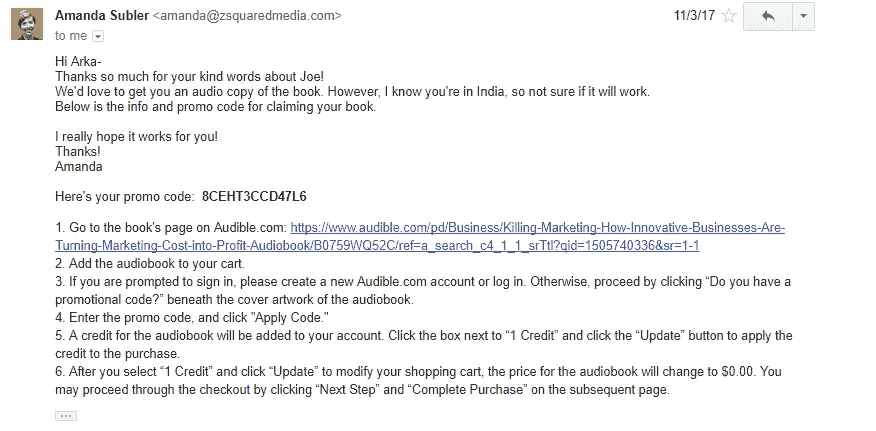 Amanda Subler <amanda@zsquaredmedia.com> 11/3/17
to me
Hi Arka-
Thanks so much for your kind words about Joe!
We'd love to get you an audio copy of the book. However, I know you're in India, so not sure if it will work.
Below is the info and promo code for claiming your book.
I really hope it works for you!
Thanks!
Amanda
Here's your promo code: 8CEHT3CCD47L6
1. Go to the book's page on Audible.com: https://www.audible.com/pd/Business/Killing-Marketing-How-Innovative-Businesses-Are-
Turning-Marketing-Cost-into-Profit-Audiobook/B0759WQ52C/ref=a_search_c4_1_1_srTtl?qid=1505740336&sr=1-1
2. Add the audiobook to your cart.
3. If you are prompted to sign in, please create a new Audible.com account or log in. Otherwise, proceed by clicking “Do you have a
promotional code?” beneath the cover artwork of the audiobook.
4. Enter the promo code, and click "Apply Code."
5. A credit for the audiobook will be added to your account. Click the box next to “1 Credit” and click the “Update” button to apply the
credit to the purchase.
6. After you select “1 Credit” and click “Update” to modify your shopping cart, the price for the audiobook will change to $0.00. You
may proceed through the checkout by clicking “Next Step” and “Complete Purchase” on the subsequent page.